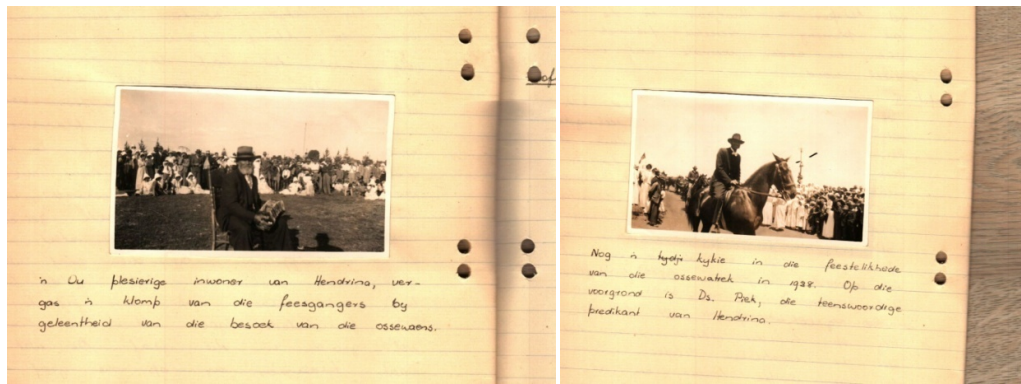 'n Ou plesierige inwoner van Hendrina, ver-
gas 'n klomp van die feesgangers by
geleentheid van die besoek van die ossewaens.
Nog 'n kykie in die feestelikhede
van die ossewatrek in 1938. Op die
voorgrond is Ds. Piek, die teenswoordige
predikant van Hendrina.